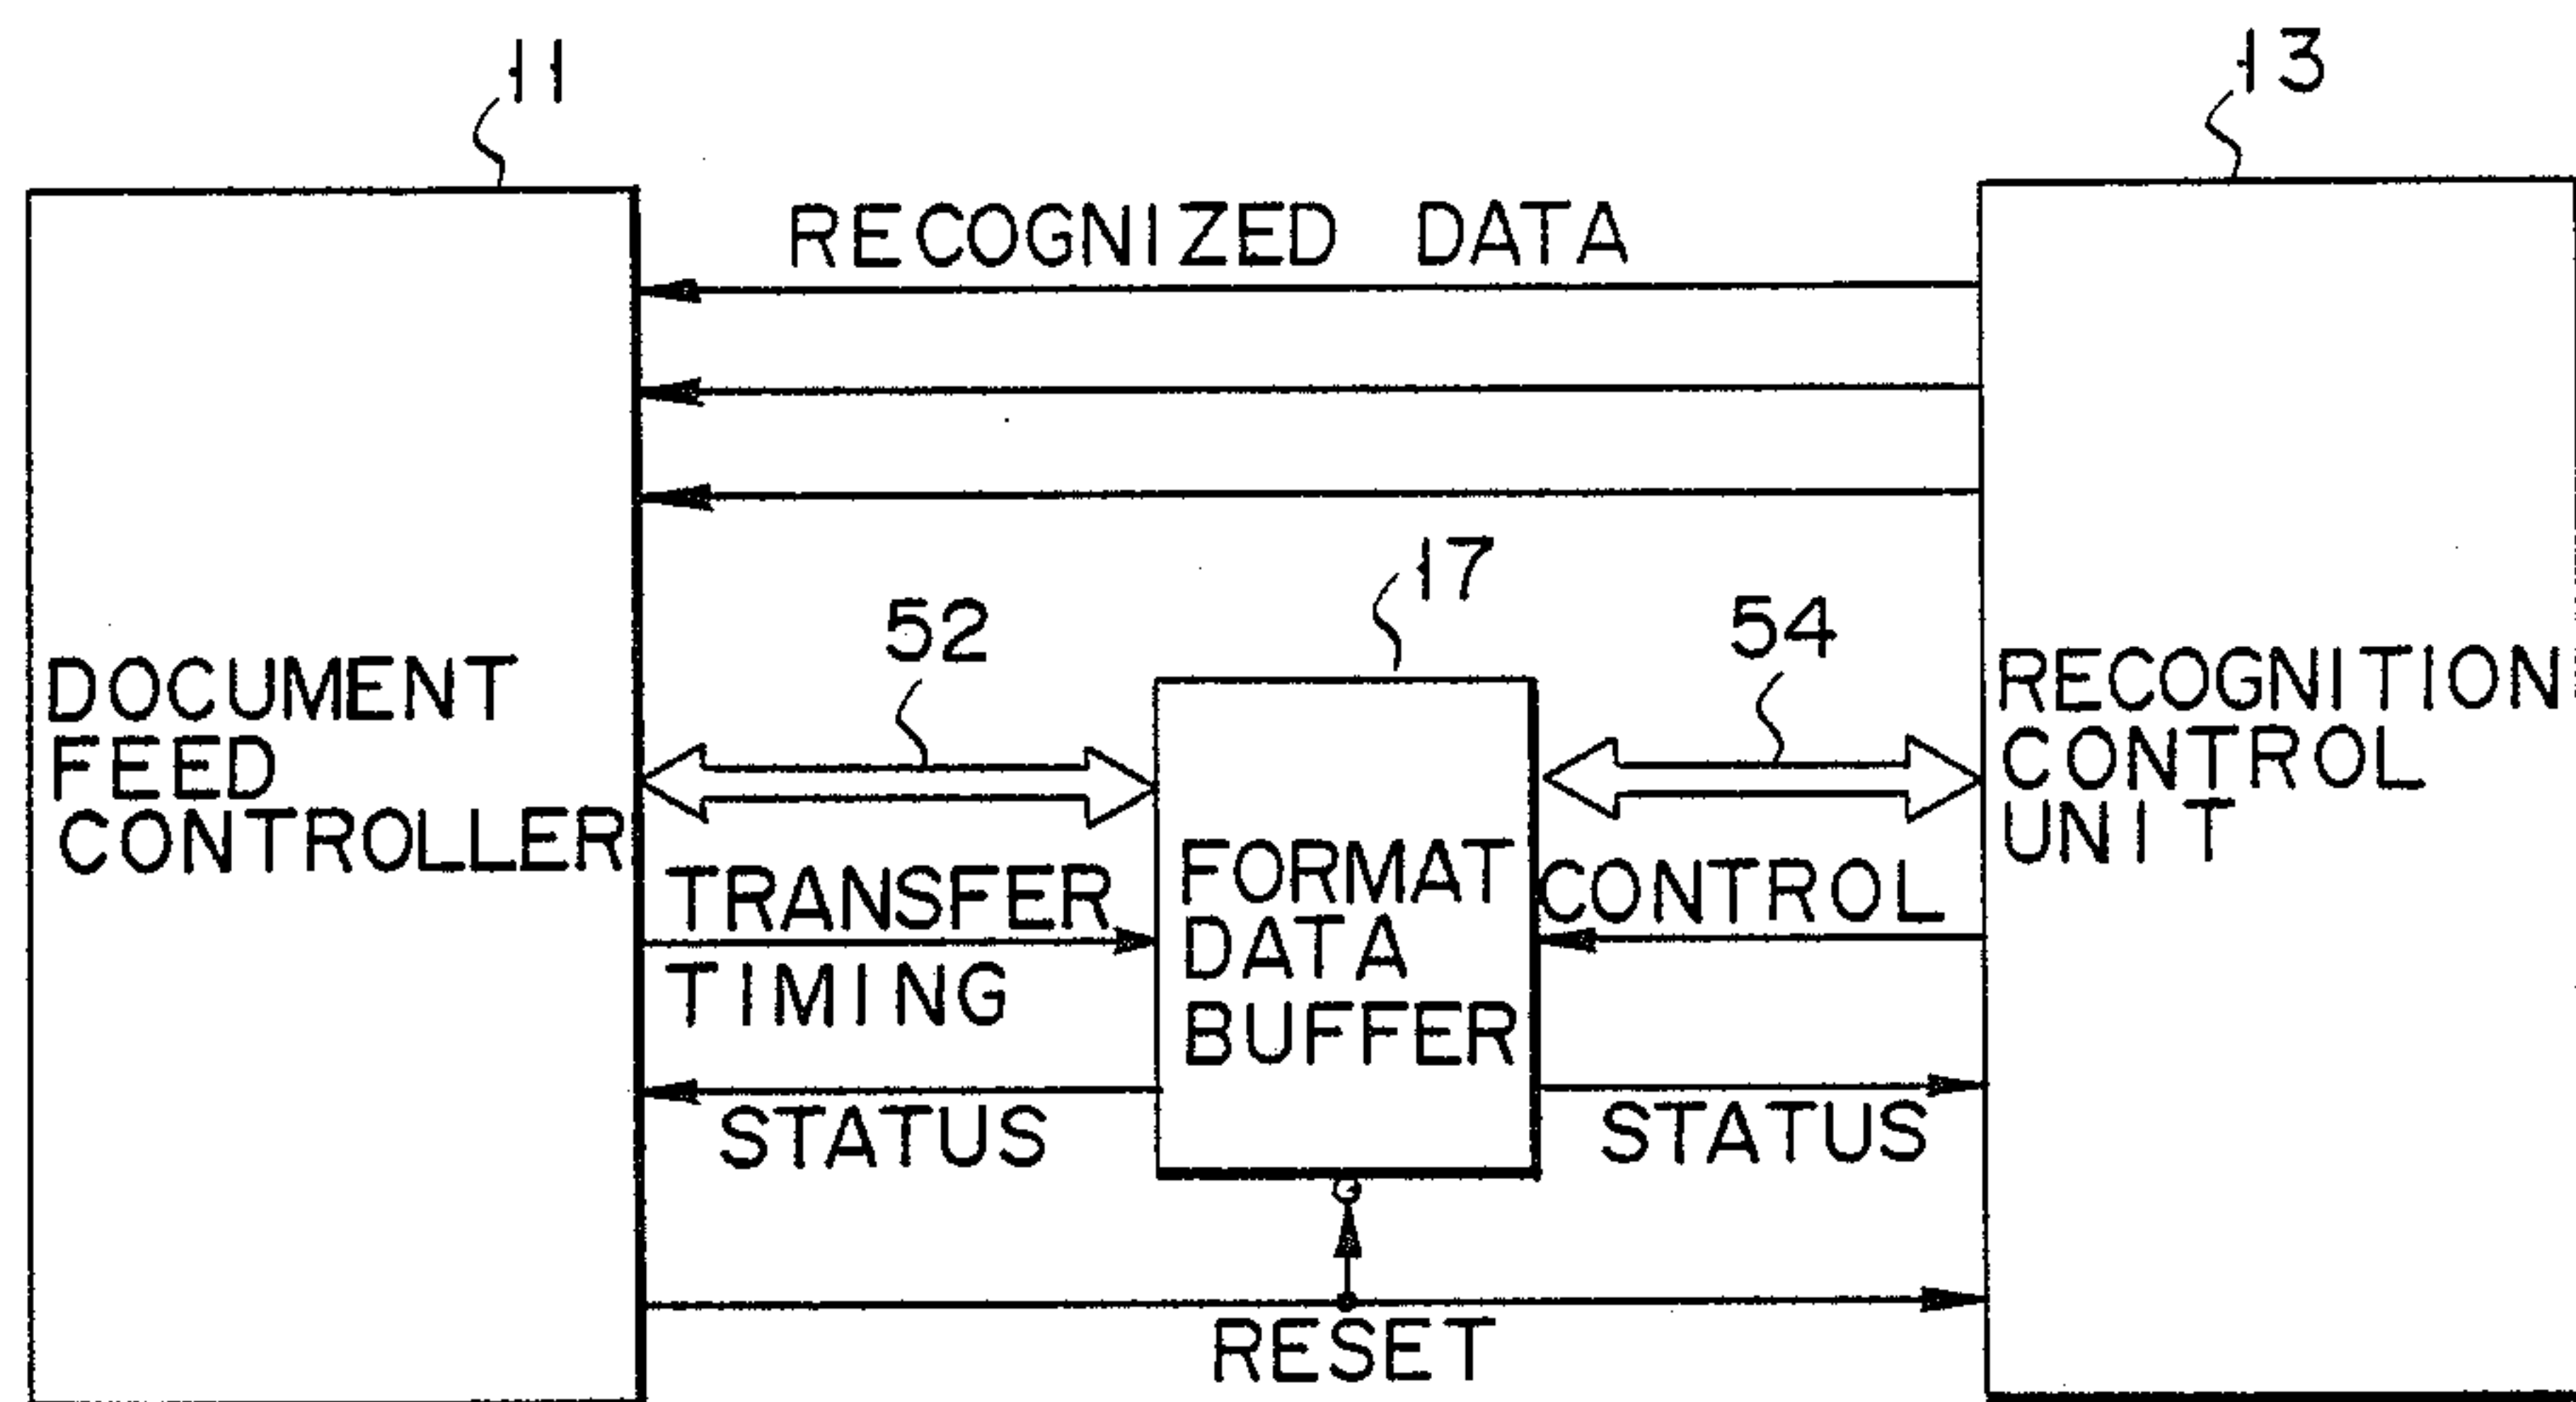 11
13
RECOGNIZED DATA
17
52
54
DOCUMENT
FEED
CONTROLLER
RECOGNITION
CONTROL
UNIT
TRANSFER
TIMING
FORMAT
DATA
BUFFER
CONTROL
STATUS
STATUS
RESET